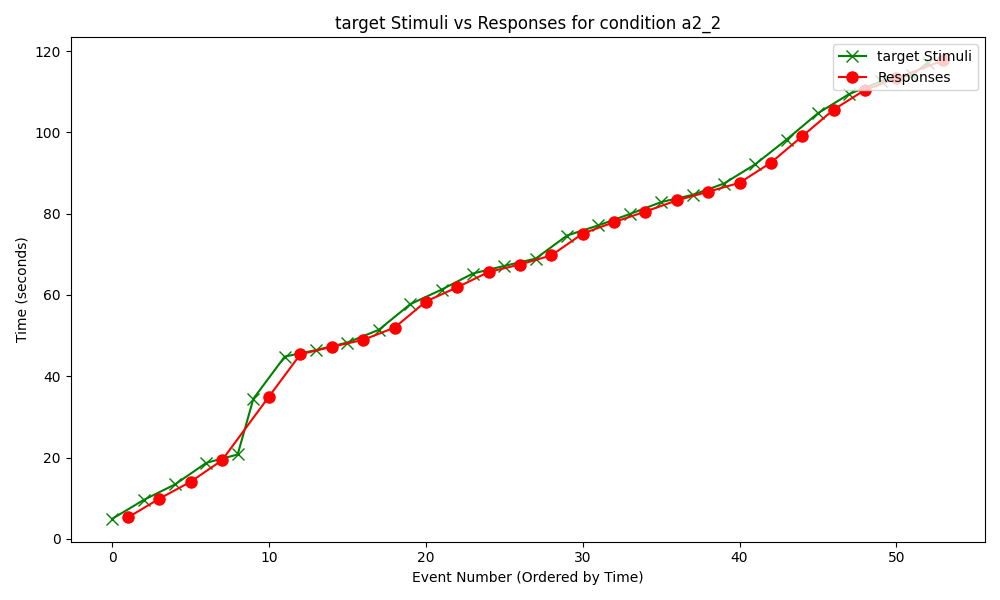 target Stimuli vs Responses for condition a2_2
120
100
80
60
40
20
0
Time (seconds)
target Stimuli
Responses
0 10 20 30 40 50
Event Number (Ordered by Time)